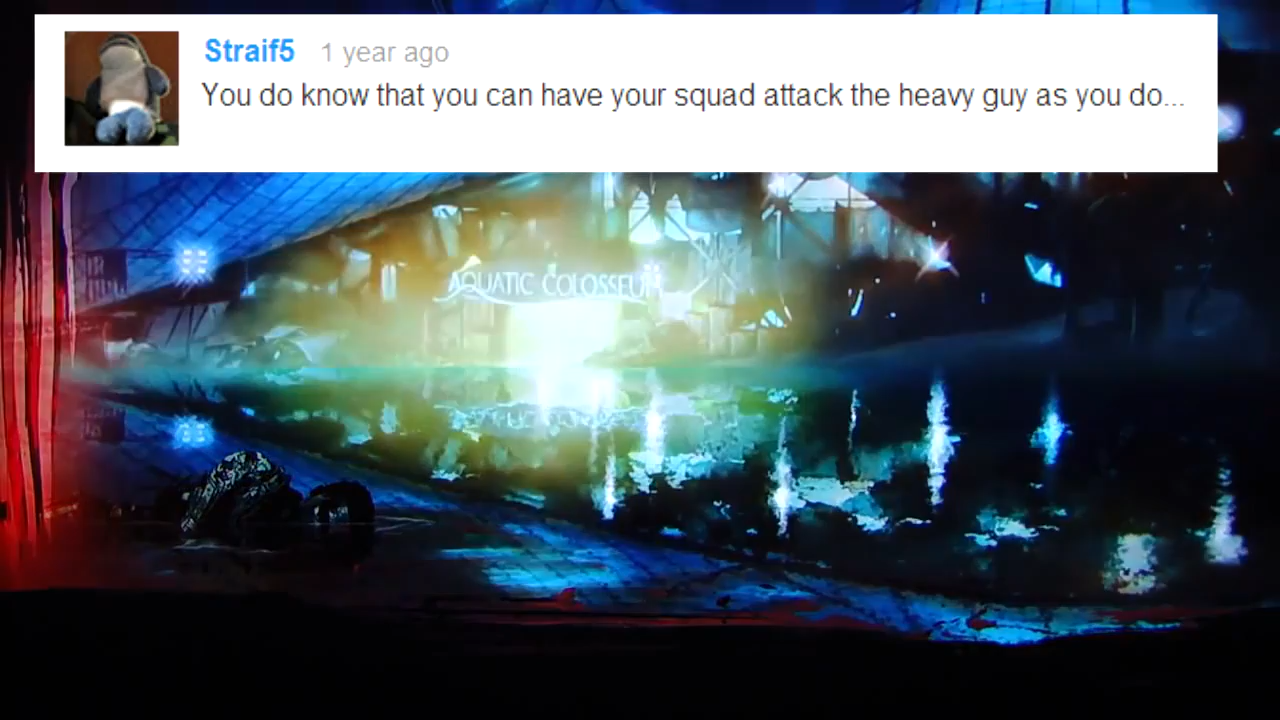 Straif5 1 year ago
You do know that you can have your squad attack the heavy guy as you do...
AQUATIC COLOSSEUM